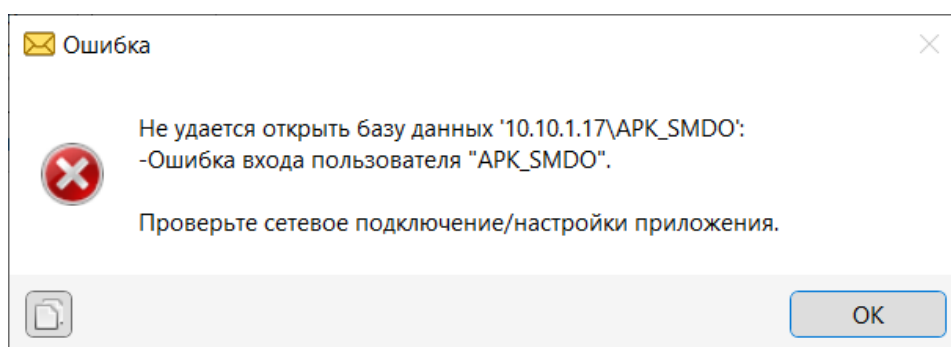 Ошибка
Не удается открыть базу данных '10.10.1.17\APK_SMDO':
-Ошибка входа пользователя "APK_SMDO".
Проверьте сетевое подключение/настройки приложения.
OK